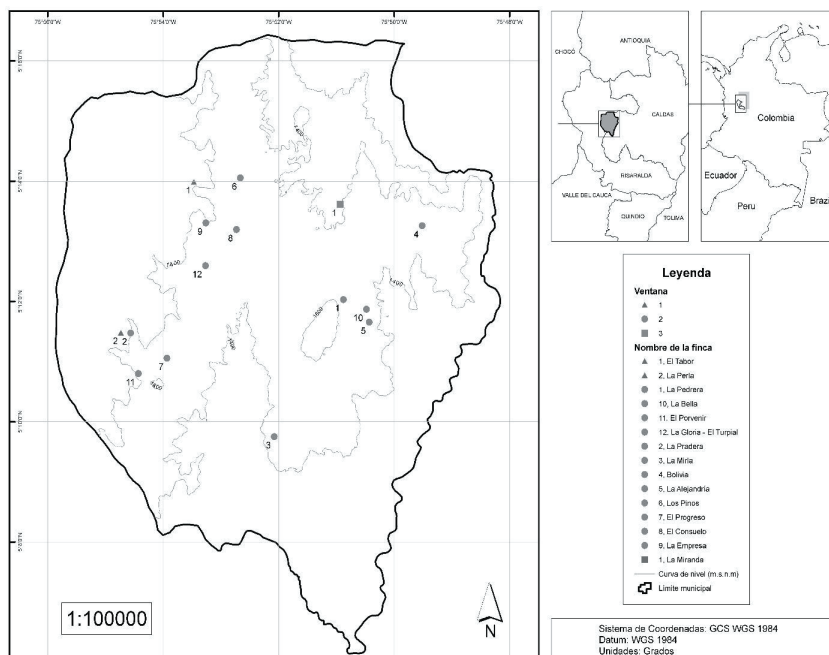 75°56'0"W 75°54'0"W 75°52'0"W 75°50'0"W 75°48'0"W
5°14'0"N
5°12'0"N
5°10'0"N
5°8'0"N
1
6
1
9
8
4
12
1400
1400
1
10
5
2 2
7
11
3
1:100000
N
ANTIOQUIA
CHOCÓ
CALDAS
RISARALDA
VALLE DEL CAUCA
QUINDIO
TOLIMA
Colombia
Ecuador
Peru
Brazi
Leyenda
Ventana
1
2
3
Nombre de la finca
1, El Tabor
2, La Perla
1, La Pedrera
10, La Bella
11, El Porvenir
12, La Gloria - El Turpial
2, La Pradera
3, La Mirla
4, Bolivia
5, La Alejandría
6, Los Pinos
7, El Progreso
8, El Consuelo
9, La Empresa
1, La Miranda
Curva de nivel (m.s.n.m)
Límite municipal
Sistema de Coordenadas: GCS WGS 1984
Datum: WGS 1984
Unidades: Grados